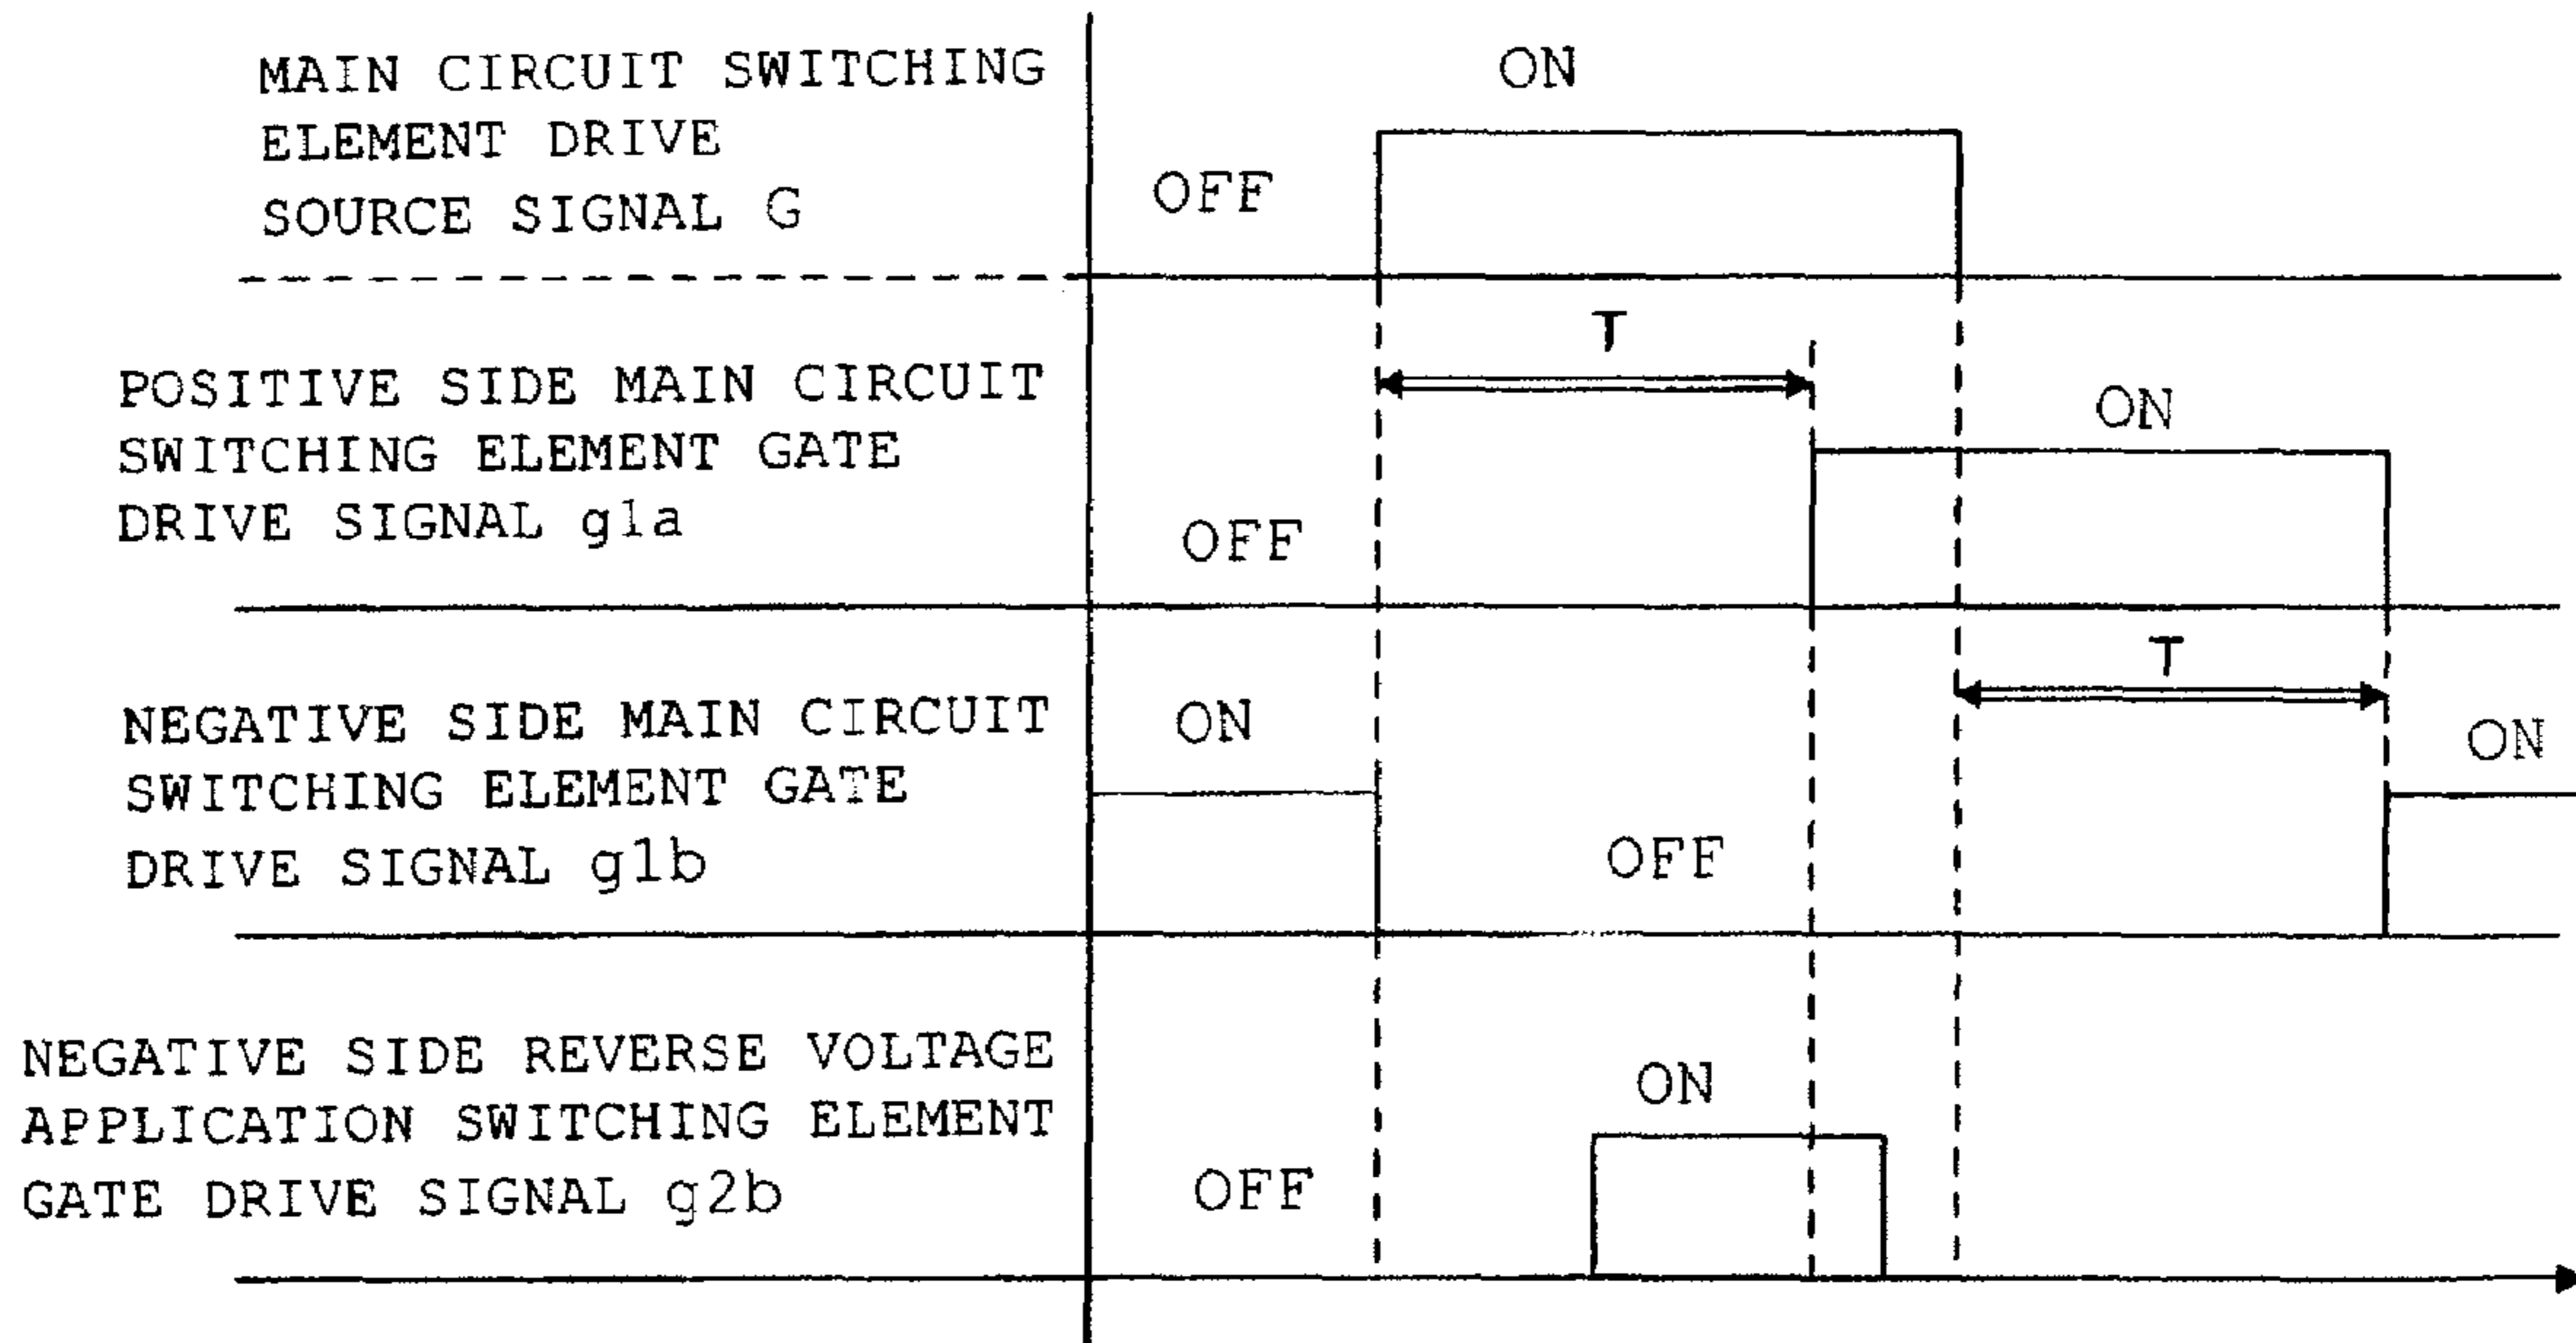 MAIN CIRCUIT SWITCHING
ELEMENT DRIVE
SOURCE SIGNAL G
OFF
ON
POSITIVE SIDE MAIN CIRCUIT
SWITCHING ELEMENT GATE
DRIVE SIGNAL g1a
OFF
T
ON
NEGATIVE SIDE MAIN CIRCUIT
SWITCHING ELEMENT GATE
DRIVE SIGNAL g1b
ON
OFF
T
ON
NEGATIVE SIDE REVERSE VOLTAGE
APPLICATION SWITCHING ELEMENT
GATE DRIVE SIGNAL g2b
OFF
ON